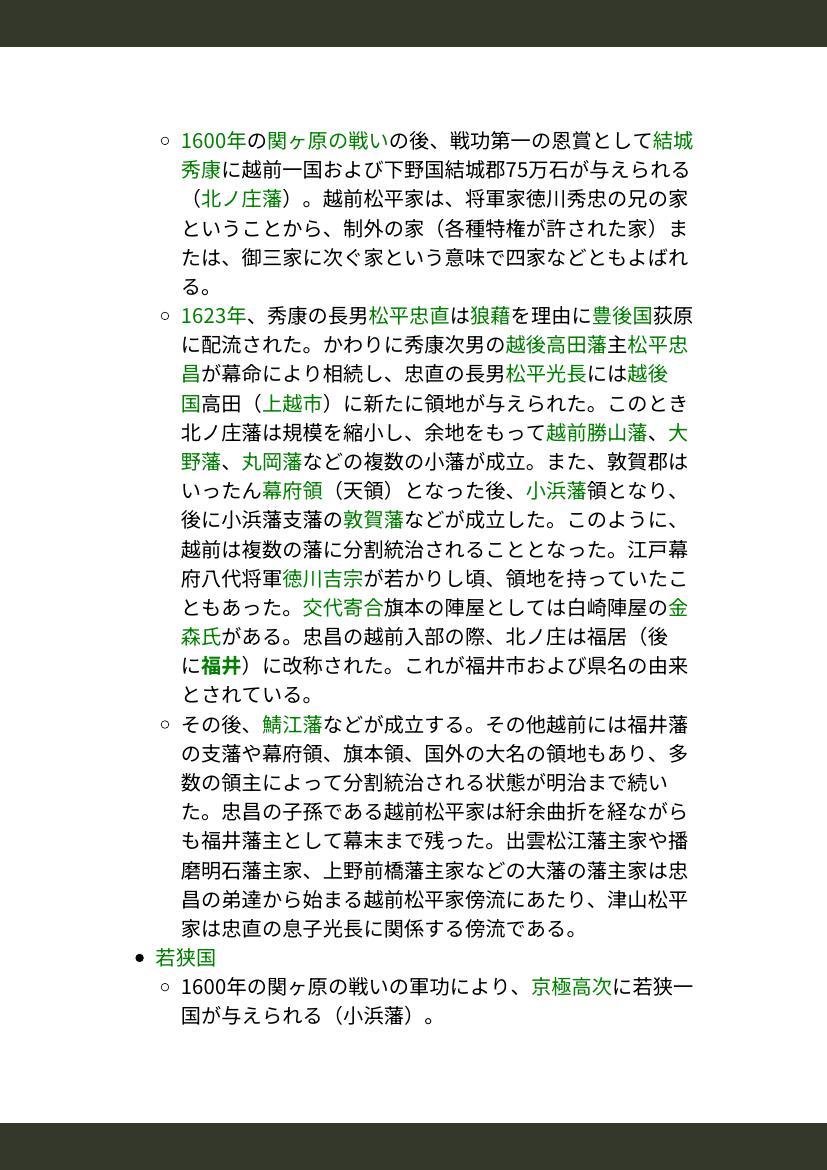 1600年の関ヶ原の戦いの後、戦功第一の恩賞として結城
秀康に越前一国および下野国結城郡75万石が与えられる
（北ノ庄藩）。越前松平家は、将軍家徳川秀忠の兄の家
ということから、制外の家（各種特権が許された家）ま
たは、御三家に次ぐ家という意味で四家などともよばれ
る。
1623年、秀康の長男松平忠直は狼藉を理由に豊後国荻原
に配流された。かわりに秀康次男の越後高田藩主松平忠
昌が幕命により相続し、忠直の長男松平光長には越後
国高田（上越市）に新たに領地が与えられた。このとき
北ノ庄藩は規模を縮小し、余地をもって越前勝山藩、大
野藩、丸岡藩などの複数の小藩が成立。また、敦賀郡は
いったん幕府領（天領）となった後、小浜藩領となり、
後に小浜藩支藩の敦賀藩などが成立した。このように、
越前は複数の藩に分割統治されることとなった。江戸幕
府八代将軍徳川吉宗が若かりし頃、領地を持っていたこ
ともあった。交代寄合旗本の陣屋としては白崎陣屋の金
森氏がある。忠昌の越前入部の際、北ノ庄は福居（後
に福井）に改称された。これが福井市および県名の由来
とされている。
その後、鯖江藩などが成立する。その他越前には福井藩
の支藩や幕府領、旗本領、国外の大名の領地もあり、多
数の領主によって分割統治される状態が明治まで続い
た。忠昌の子孫である越前松平家は紆余曲折を経ながら
も福井藩主として幕末まで残った。出雲松江藩主家や播
磨明石藩主家、上野前橋藩主家などの大藩の藩主家は忠
昌の弟達から始まる越前松平家傍流にあたり、津山松平
家は忠直の息子光長に関係する傍流である。
若狭国
1600年の関ヶ原の戦いの軍功により、京極高次に若狭一
国が与えられる（小浜藩）。